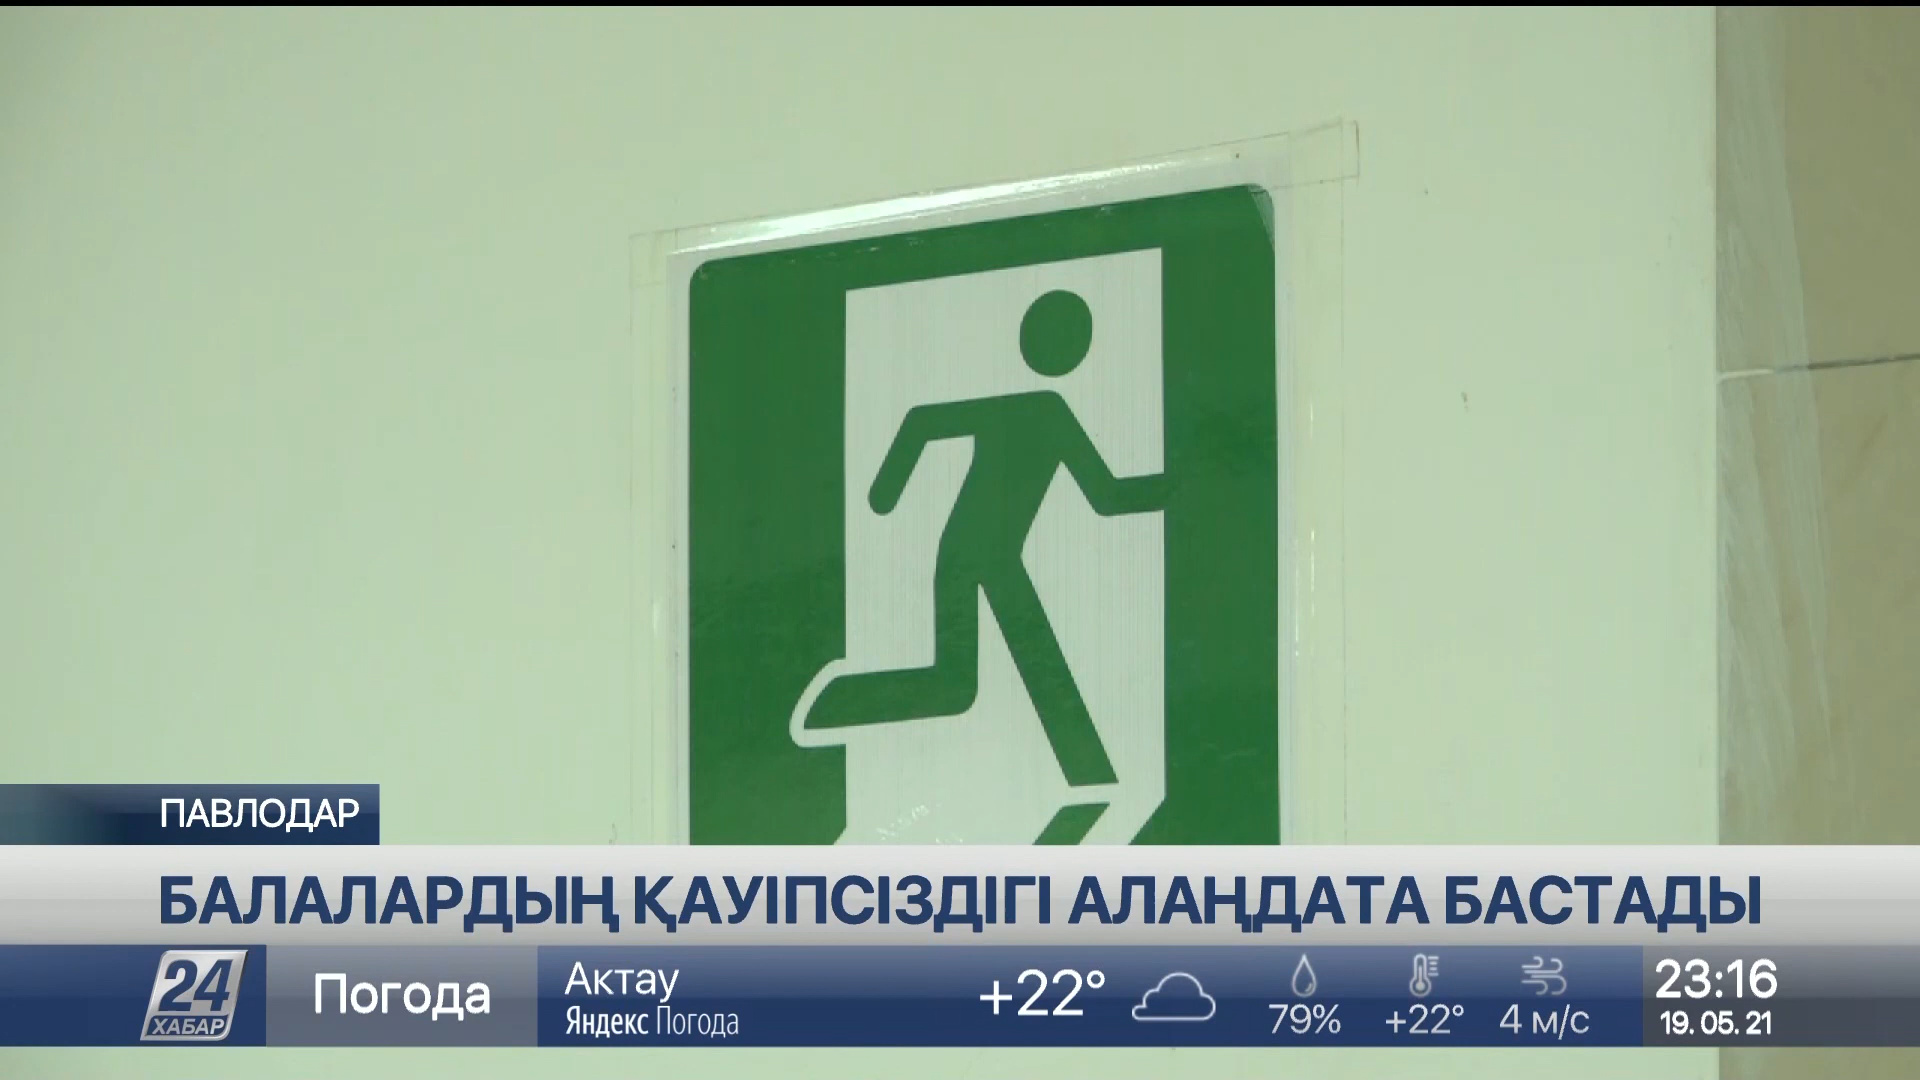 ПАВЛОДАР
БАЛАЛАРДЫҢ ҚАУІПСІЗДІГІ АЛАҢДАТА БАСТАДЫ
24
ХАБАР
Погода
Актау
Яндекс Погода
+22°
79%
+22°
4 м/с
23:16
19. 05. 21